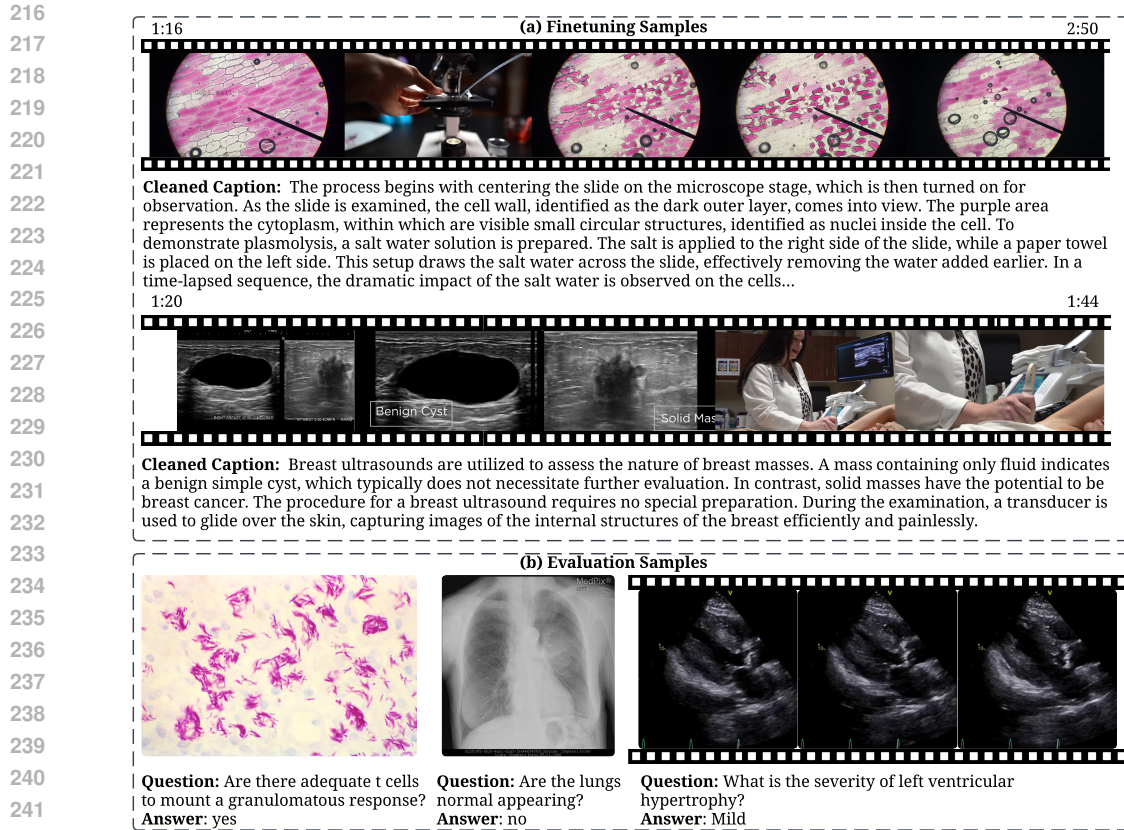 216
217
218
219
220
221
222
223
224
225
226
227
228
229
230
231
232
233
234
235
236
237
238
239
240
241
(a) Finetuning Samples
1:16
2:50
Cleaned Caption: The process begins with centering the slide on the microscope stage, which is then turned on for
observation. As the slide is examined, the cell wall, identified as the dark outer layer, comes into view. The purple area
represents the cytoplasm, within which are visible small circular structures, identified as nuclei inside the cell. To
demonstrate plasmolysis, a salt water solution is prepared. The salt is applied to the right side of the slide, while a paper towel
is placed on the left side. This setup draws the salt water across the slide, effectively removing the water added earlier. In a
time-lapsed sequence, the dramatic impact of the salt water is observed on the cells...
1:20
1:44
Benign Cyst
Solid Mas
Cleaned Caption: Breast ultrasounds are utilized to assess the nature of breast masses. A mass containing only fluid indicates
a benign simple cyst, which typically does not necessitate further evaluation. In contrast, solid masses have the potential to be
breast cancer. The procedure for a breast ultrasound requires no special preparation. During the examination, a transducer is
used to glide over the skin, capturing images of the internal structures of the breast efficiently and painlessly.
(b) Evaluation Samples
MedPix®
LEFT
Question: Are there adequate t cells
to mount a granulomatous response?
Answer: yes
Question: Are the lungs
normal appearing?
Answer: no
Question: What is the severity of left ventricular
hypertrophy?
Answer: Mild